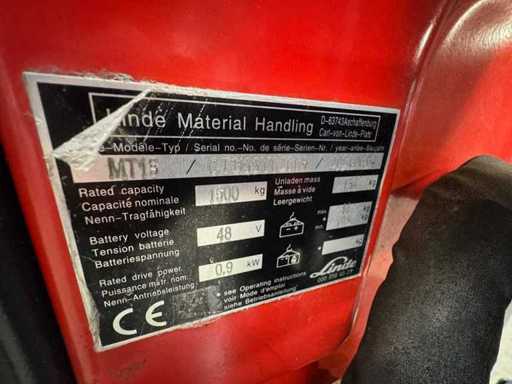 Linde Material Handling
D-63743 Aschaffenburg
Carl-von-Linde-Platz
-Modèle-Typ / Serial no.-No. de série-Serien-Nr. / year-année-Baujahr
MT15
Rated capacity
Capacité nominale
Nenn-Tragfähigkeit
1500 kg
Unladen mass
Masse à vide
Leergewicht
kg
Battery voltage
Tension batterie
Batteriespannung
48 V
Rated drive power
Puissance matr. nom.
Nenn-Antriebsleistung
0,9 kW
* see Operating instructions
voir Mode d'emploi
siehe Betriebsanleitung
CE
Linde